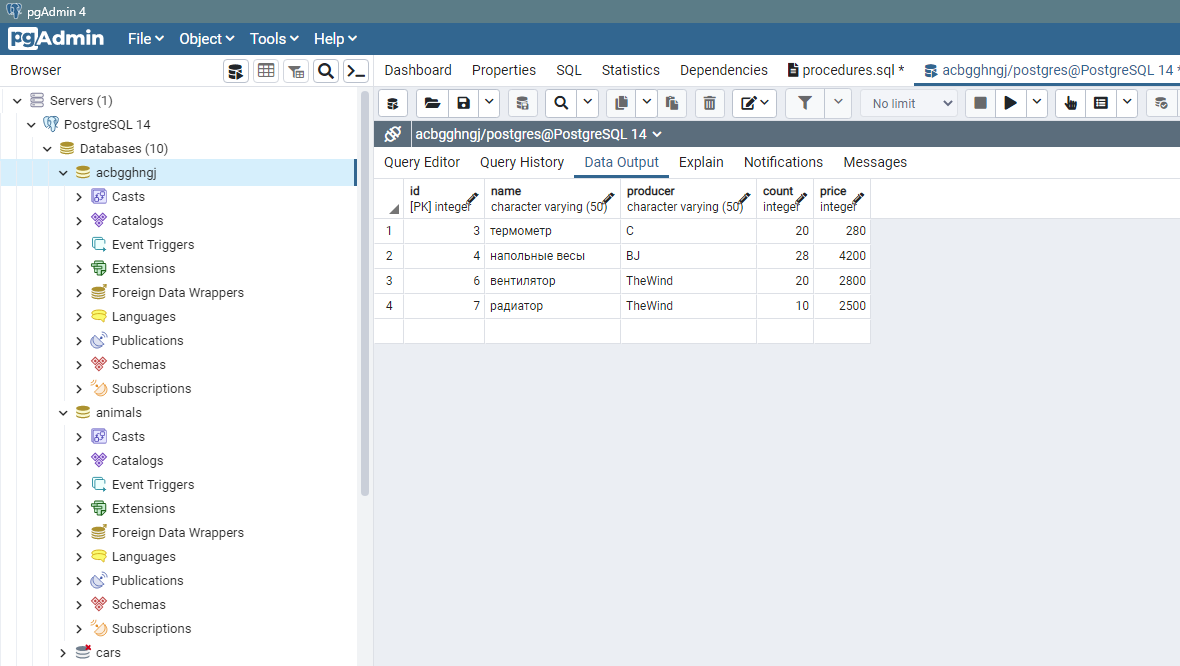 pgAdmin 4
pgAdmin
File Object Tools Help
Browser
Servers (1)
PostgreSQL 14
Databases (10)
acbgghngj
Casts
Catalogs
Event Triggers
Extensions
Foreign Data Wrappers
Languages
Publications
Schemas
Subscriptions
animals
Casts
Catalogs
Event Triggers
Extensions
Foreign Data Wrappers
Languages
Publications
Schemas
Subscriptions
cars
Dashboard Properties SQL Statistics Dependencies procedures.sql * acbgghngj/postgres@PostgreSQL 14 *
No limit
acbgghngj/postgres@PostgreSQL 14
Query Editor Query History Data Output Explain Notifications Messages
id name producer count price
[PK] integer character varying (50) character varying (50) integer integer
1 3 термометр C 20 280
2 4 напольные весы BJ 28 4200
3 6 вентилятор TheWind 20 2800
4 7 радиатор TheWind 10 2500